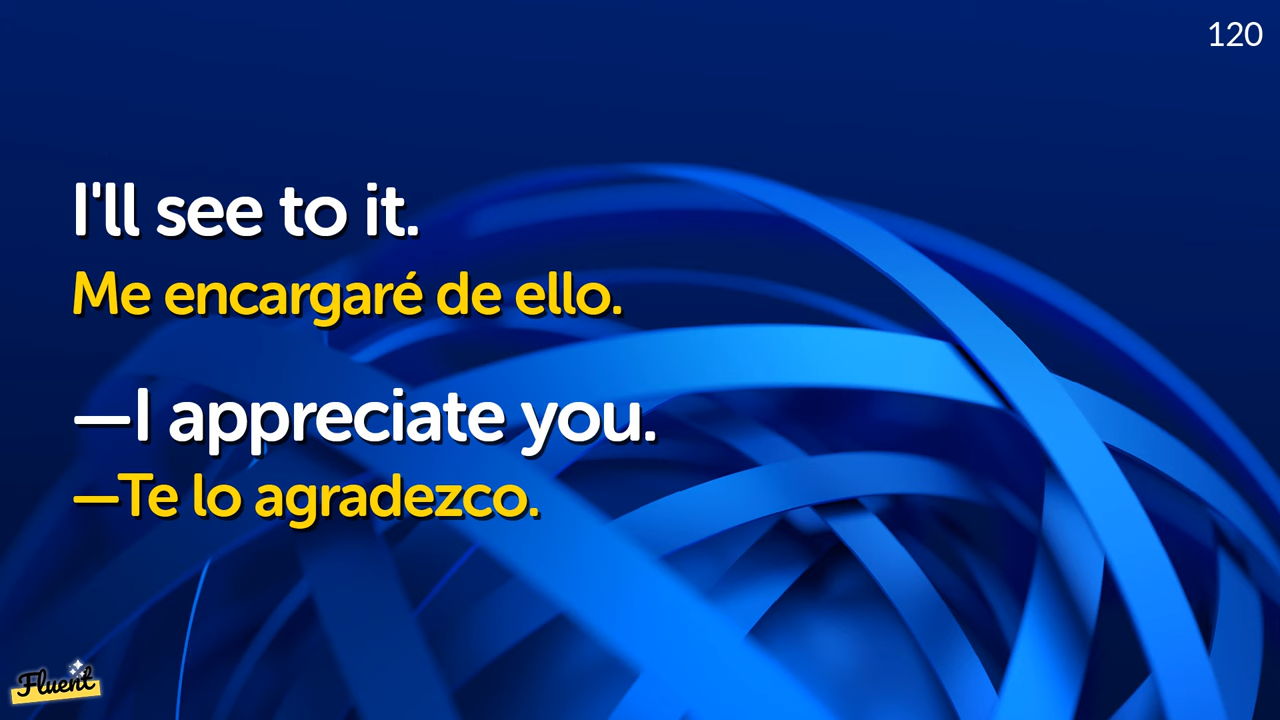 120
I'll see to it.
Me encargaré de ello.
—I appreciate you.
—Te lo agradezco.
Fluent